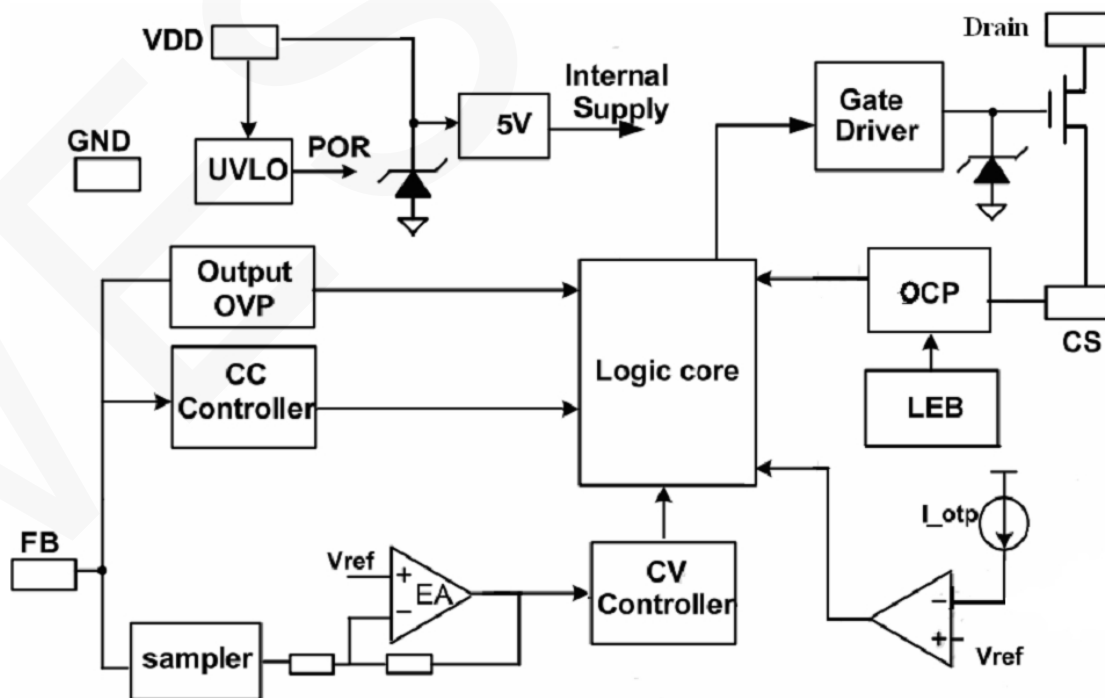 VDD
Drain
Internal
Supply
5V
Gate
Driver
GND
UVLO
POR
Output
OVP
OCP
CS
CC
Controller
Logic core
LEB
I_otp
FB
Vref
+
EA
−
CV
Controller
−
+
Vref
sampler